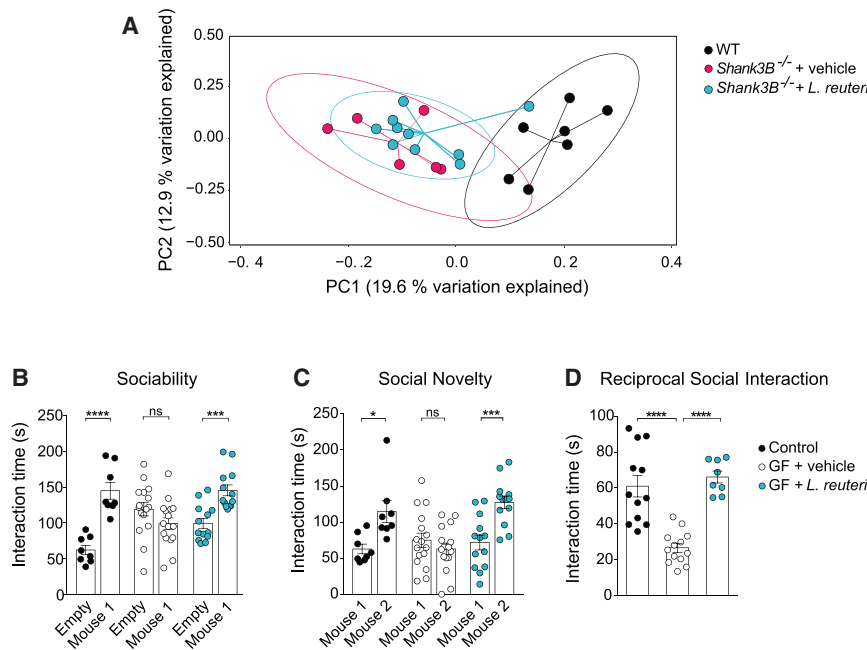 A
0.50
0.25
0.00
−0.25
−0.50
PC2 (12.9 % variation explained)
−0.4 −0.2 0.0 0.2 0.4
PC1 (19.6 % variation explained)
WT
Shank3B-/- + vehicle
Shank3B-/- + L. reuteri
B Sociability
250
200
150
100
50
0
Interaction time (s)
**** ns ***
Empty Mouse 1 Empty Mouse 1 Empty Mouse 1
C Social Novelty
250
200
150
100
50
0
Interaction time (s)
* ns ***
Mouse 1 Mouse 2 Mouse 1 Mouse 2 Mouse 1 Mouse 2
D Reciprocal Social Interaction
100
80
60
40
20
0
Interaction time (s)
**** ****
Control
GF + vehicle
GF + L. reuteri